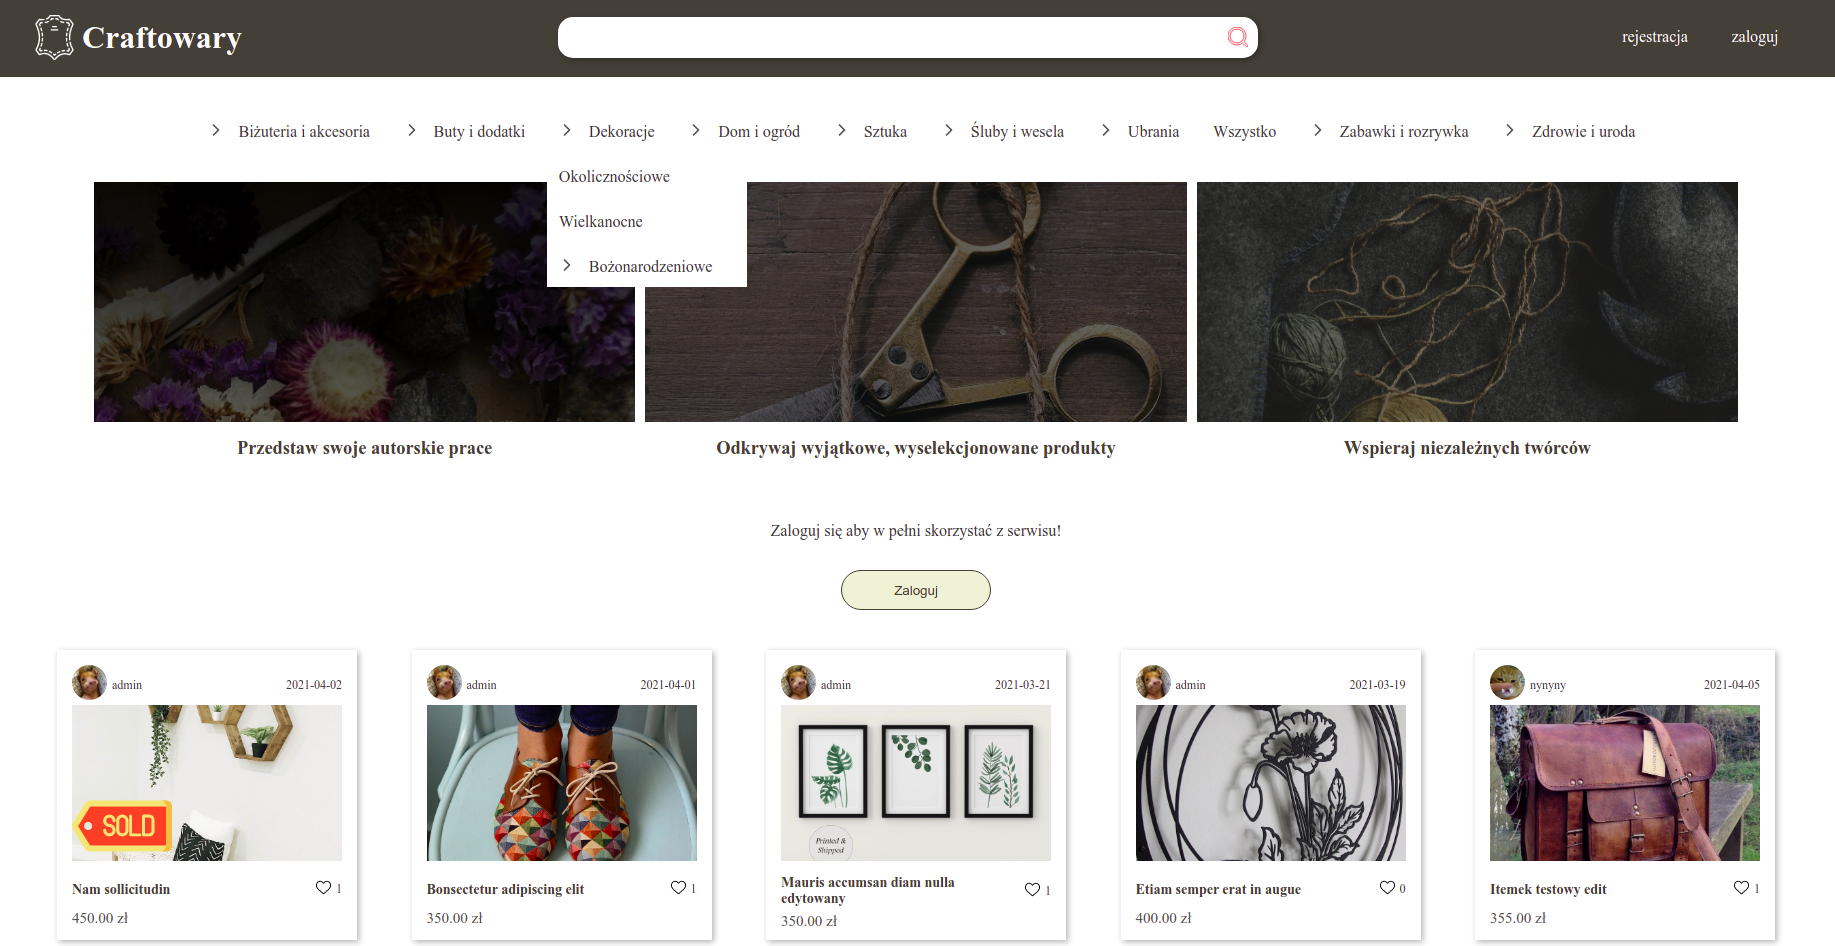 Craftowary
rejestracja
zaloguj
Biżuteria i akcesoria
Buty i dodatki
Dekoracje
Dom i ogród
Sztuka
Śluby i wesela
Ubrania
Wszystko
Zabawki i rozrywka
Zdrowie i uroda
Okolicznościowe
Wielkanocne
Bożonarodzeniowe
Przedstaw swoje autorskie prace
Odkrywaj wyjątkowe, wyselekcjonowane produkty
Wspieraj niezależnych twórców
Zaloguj się aby w pełni skorzystać z serwisu!
Zaloguj
admin 2021-04-02
SOLD
Nam sollicitudin 1
450.00 zł
admin 2021-04-01
Bonsectetur adipiscing elit 1
350.00 zł
admin 2021-03-21
Printed &
Shipped
Mauris accumsan diam nulla
edytowany 1
350.00 zł
admin 2021-03-19
Etiam semper erat in augue 0
400.00 zł
nynyny 2021-04-05
Itemek testowy edit 1
355.00 zł